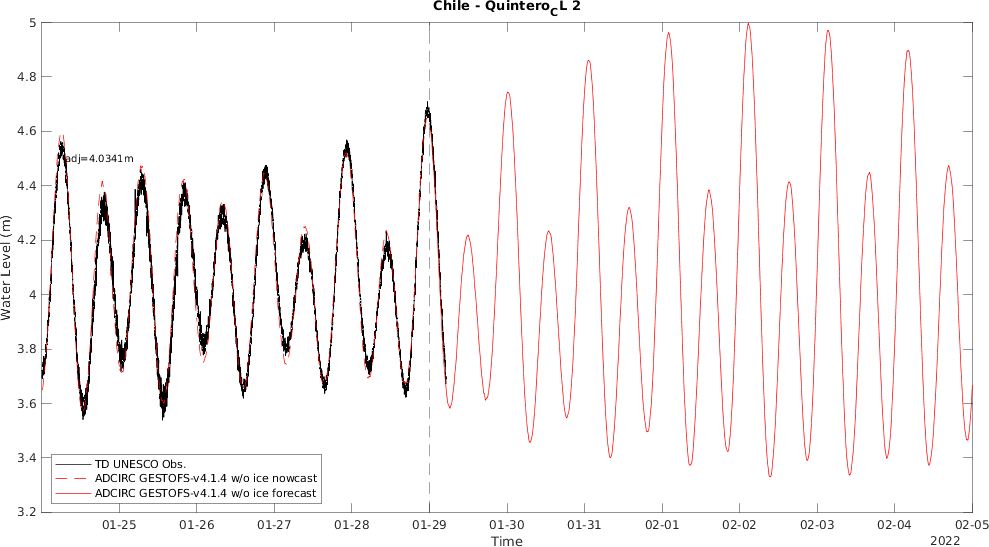 Chile - Quintero_CL 2
5
4.8
4.6
adj=4.0341m
4.4
4.2
4
3.8
3.6
3.4
3.2
Water Level (m)
TD UNESCO Obs.
ADCIRC GESTOFS-v4.1.4 w/o ice nowcast
ADCIRC GESTOFS-v4.1.4 w/o ice forecast
01-25 01-26 01-27 01-28 01-29 01-30 01-31 02-01 02-02 02-03 02-04 02-05
Time
2022